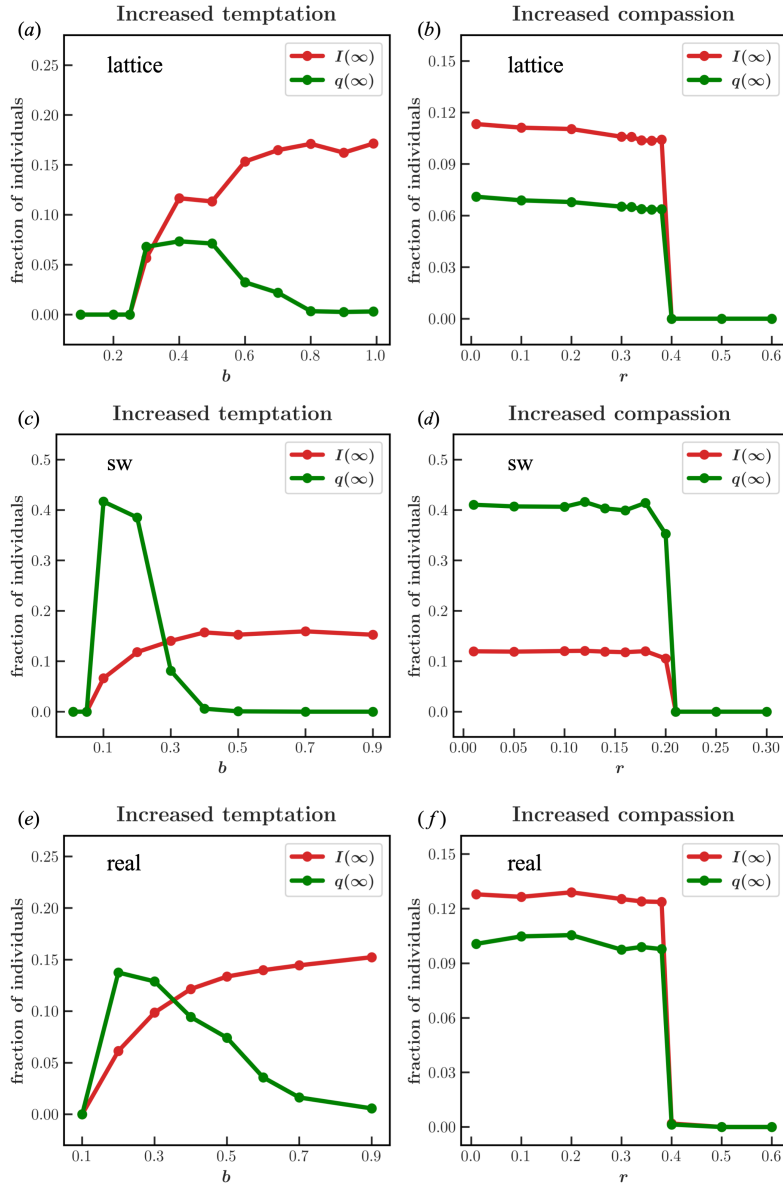 (a) Increased temptation
lattice
I(∞)
q(∞)
fraction of individuals
0.25
0.20
0.15
0.10
0.05
0.00
0.2 0.4 0.6 0.8 1.0
b
(b) Increased compassion
lattice
I(∞)
q(∞)
fraction of individuals
0.15
0.12
0.09
0.06
0.03
0.00
0.0 0.1 0.2 0.3 0.4 0.5 0.6
r
(c) Increased temptation
sw
I(∞)
q(∞)
fraction of individuals
0.5
0.4
0.3
0.2
0.1
0.0
0.1 0.3 0.5 0.7 0.9
b
(d) Increased compassion
sw
I(∞)
q(∞)
fraction of individuals
0.5
0.4
0.3
0.2
0.1
0.0
0.00 0.05 0.10 0.15 0.20 0.25 0.30
r
(e) Increased temptation
real
I(∞)
q(∞)
fraction of individuals
0.25
0.20
0.15
0.10
0.05
0.00
0.1 0.3 0.5 0.7 0.9
b
(f) Increased compassion
real
I(∞)
q(∞)
fraction of individuals
0.15
0.12
0.09
0.06
0.03
0.00
0.0 0.1 0.2 0.3 0.4 0.5 0.6
r